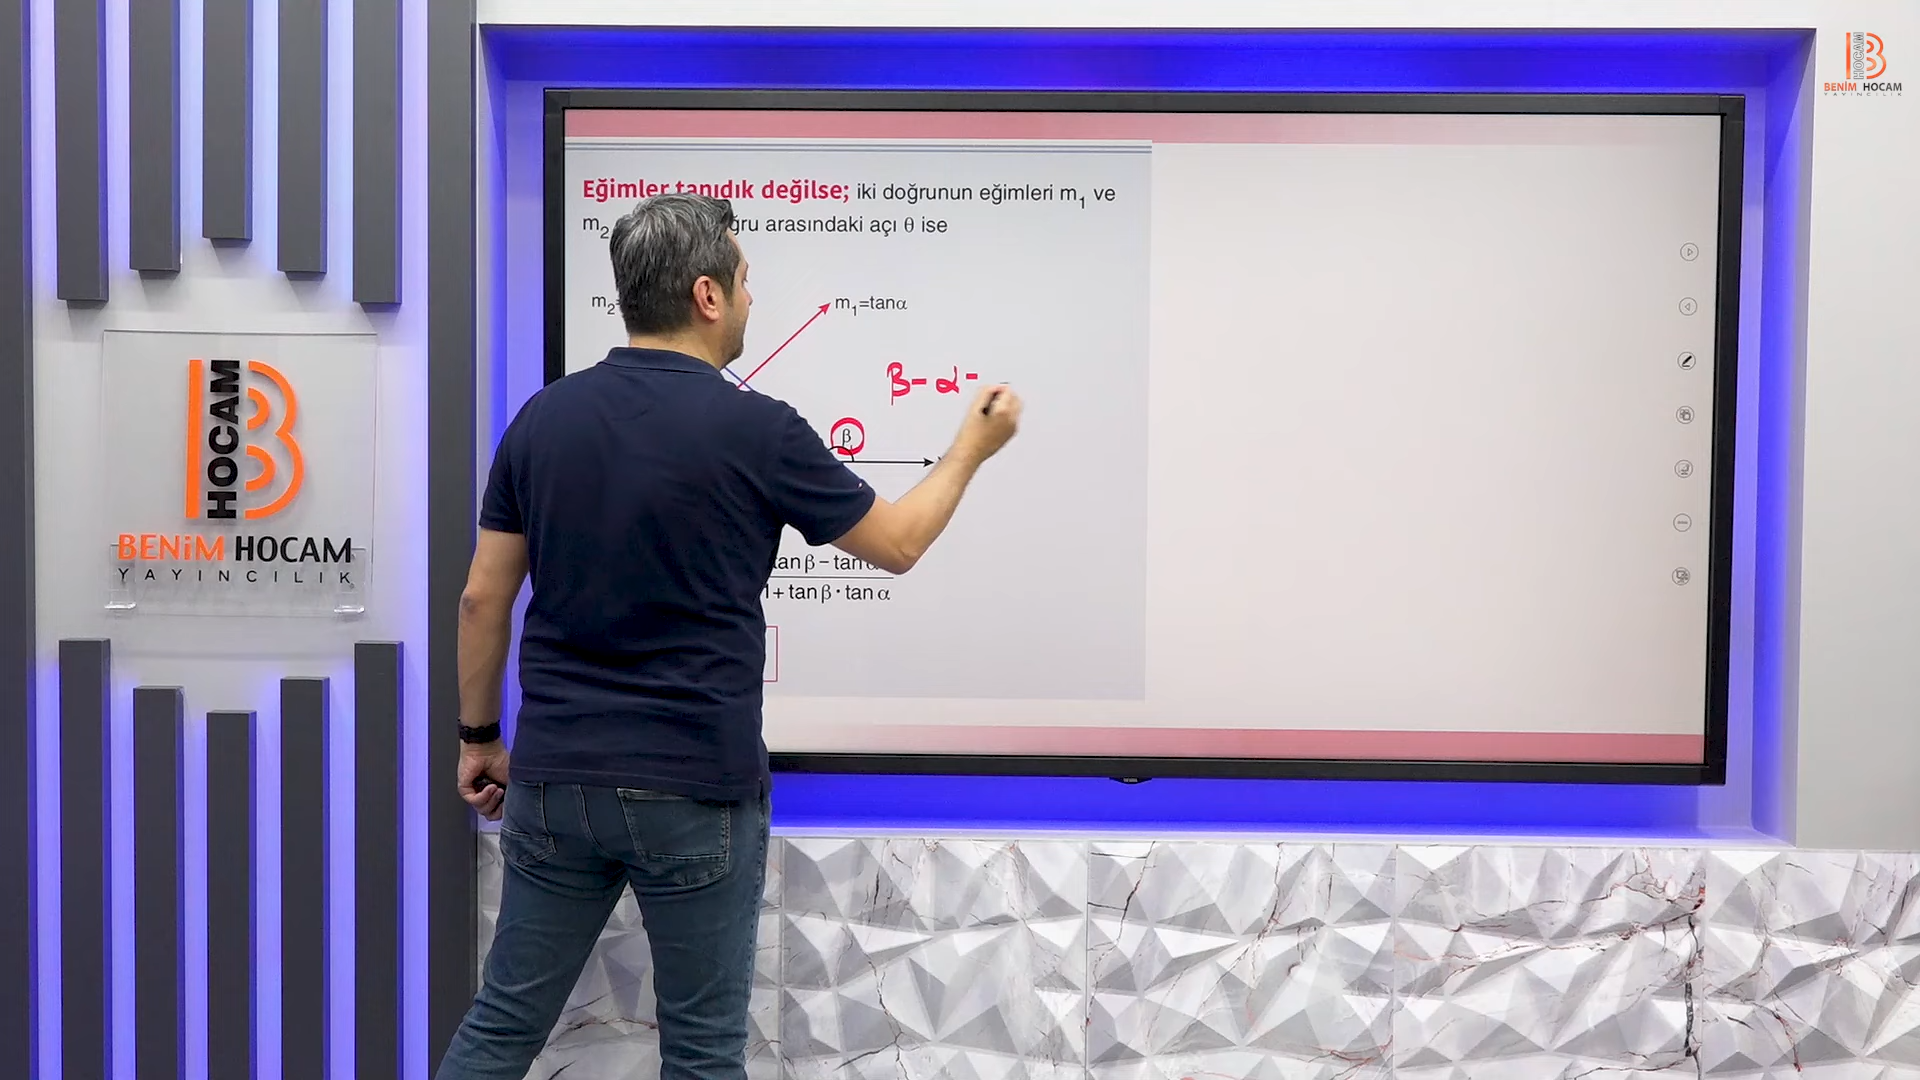 HOCAM
BENİM HOCAM
YAYINCILIK
Eğimler tanıdık değilse; iki doğrunun eğimleri m1 ve
m2 arasındaki açı θ ise
m2= m1=tanα
β-α=
β
tanβ-tanα
1+tanβ·tanα
HOCAM
BENİM HOCAM
YAYINCILIK